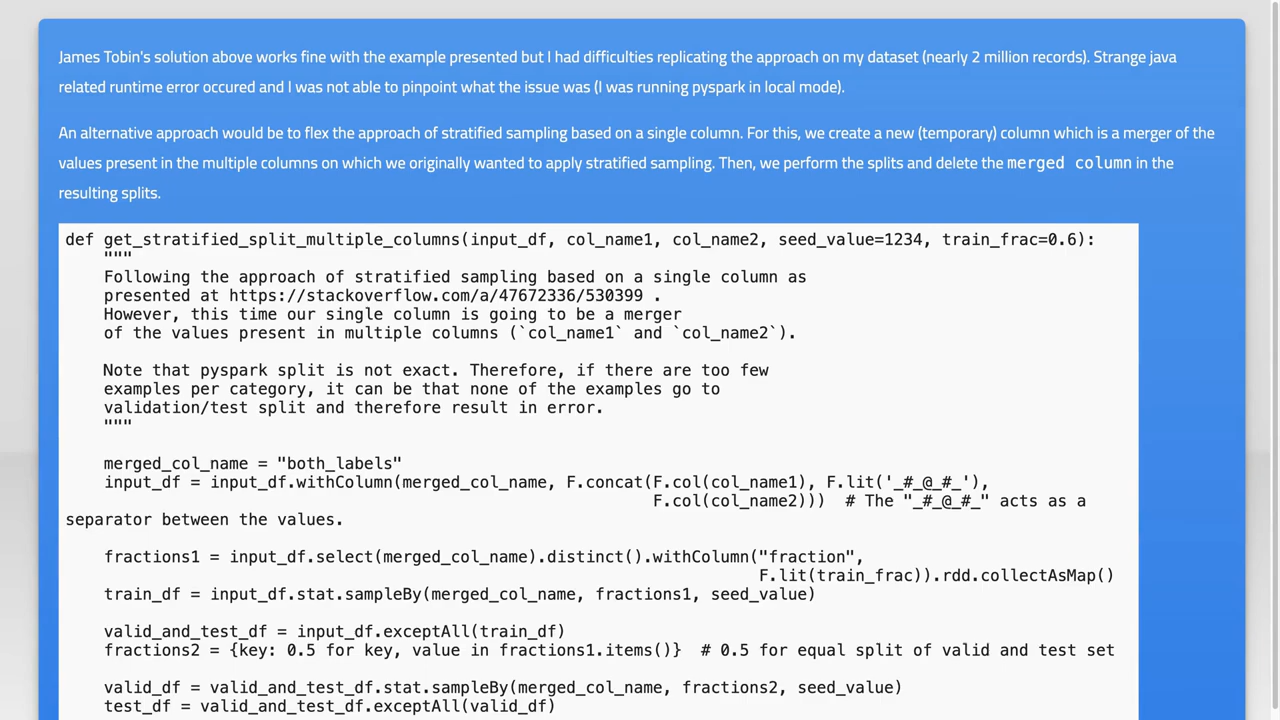 James Tobin's solution above works fine with the example presented but I had difficulties replicating the approach on my dataset (nearly 2 million records). Strange java
related runtime error occured and I was not able to pinpoint what the issue was (I was running pyspark in local mode).
An alternative approach would be to flex the approach of stratified sampling based on a single column. For this, we create a new (temporary) column which is a merger of the
values present in the multiple columns on which we originally wanted to apply stratified sampling. Then, we perform the splits and delete the merged column in the
resulting splits.
def get_stratified_split_multiple_columns(input_df, col_name1, col_name2, seed_value=1234, train_frac=0.6):
    """
    Following the approach of stratified sampling based on a single column as
    presented at https://stackoverflow.com/a/47672336/530399 .
    However, this time our single column is going to be a merger
    of the values present in multiple columns (`col_name1` and `col_name2`).
    Note that pyspark split is not exact. Therefore, if there are too few
    examples per category, it can be that none of the examples go to
    validation/test split and therefore result in error.
    """
    merged_col_name = "both_labels"
    input_df = input_df.withColumn(merged_col_name, F.concat(F.col(col_name1), F.lit('_#_@_#_'),
                                                             F.col(col_name2)))  # The "_#_@_#_" acts as a
separator between the values.
    fractions1 = input_df.select(merged_col_name).distinct().withColumn("fraction",
                                                                        F.lit(train_frac)).rdd.collectAsMap()
    train_df = input_df.stat.sampleBy(merged_col_name, fractions1, seed_value)
    valid_and_test_df = input_df.exceptAll(train_df)
    fractions2 = {key: 0.5 for key, value in fractions1.items()}  # 0.5 for equal split of valid and test set
    valid_df = valid_and_test_df.stat.sampleBy(merged_col_name, fractions2, seed_value)
    test_df = valid_and_test_df.exceptAll(valid_df)